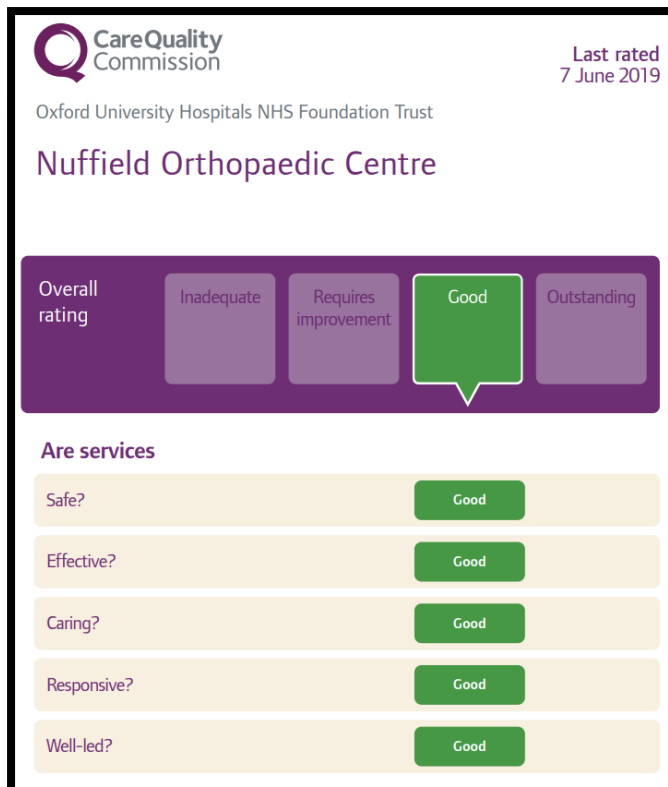 CareQuality
Commission
Last rated
7 June 2019
Oxford University Hospitals NHS Foundation Trust
Nuffield Orthopaedic Centre
Overall
rating
Inadequate
Requires
improvement
Good
Outstanding
Are services
Safe? Good
Effective? Good
Caring? Good
Responsive? Good
Well-led? Good